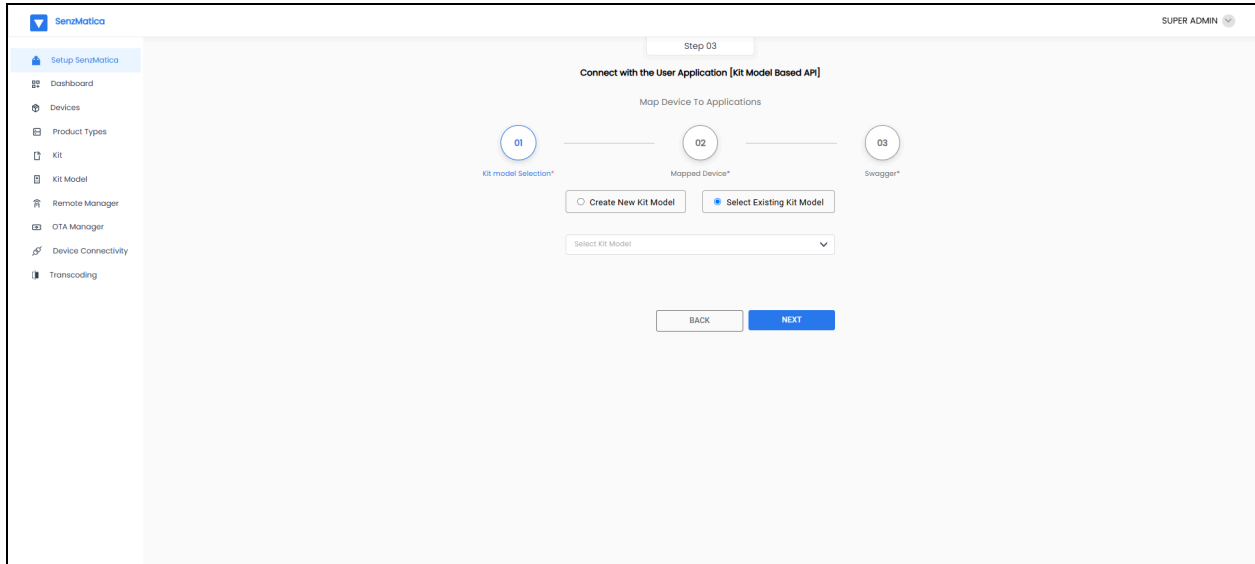 SenzMatica
SUPER ADMIN
Setup SenzMatica
Dashboard
Devices
Product Types
Kit
Kit Model
Remote Manager
OTA Manager
Device Connectivity
Transcoding
Step 03
Connect with the User Application [Kit Model Based API]
Map Device To Applications
01 02 03
Kit model Selection* Mapped Device* Swagger*
Create New Kit Model Select Existing Kit Model
Select Kit Model
BACK NEXT